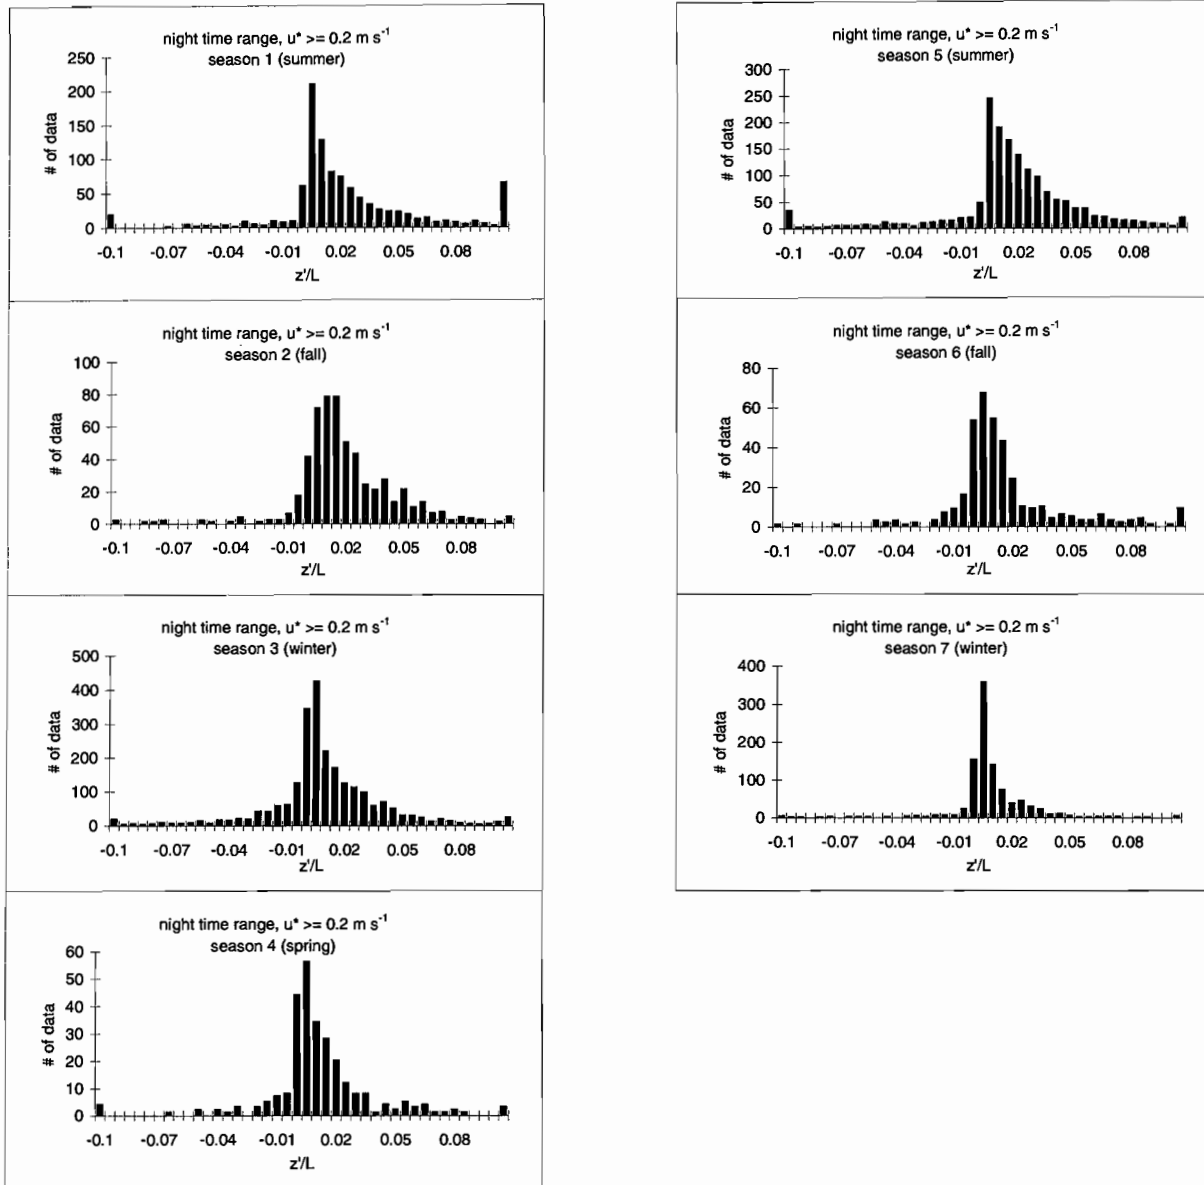 night time range, u* >= 0.2 m s-1
season 1 (summer)
250
200
150
100
50
0
# of data
-0.1 -0.07 -0.04 -0.01 0.02 0.05 0.08
z'/L
night time range, u* >= 0.2 m s-1
season 2 (fall)
100
80
60
40
20
0
# of data
-0.1 -0.07 -0.04 -0.01 0.02 0.05 0.08
z'/L
night time range, u* >= 0.2 m s-1
season 3 (winter)
500
400
300
200
100
0
# of data
-0.1 -0.07 -0.04 -0.01 0.02 0.05 0.08
z'/L
night time range, u* >= 0.2 m s-1
season 4 (spring)
60
50
40
30
20
10
0
# of data
-0.1 -0.07 -0.04 -0.01 0.02 0.05 0.08
z'/L
night time range, u* >= 0.2 m s-1
season 5 (summer)
300
250
200
150
100
50
0
# of data
-0.1 -0.07 -0.04 -0.01 0.02 0.05 0.08
z'/L
night time range, u* >= 0.2 m s-1
season 6 (fall)
80
60
40
20
0
# of data
-0.1 -0.07 -0.04 -0.01 0.02 0.05 0.08
z'/L
night time range, u* >= 0.2 m s-1
season 7 (winter)
400
300
200
100
0
# of data
-0.1 -0.07 -0.04 -0.01 0.02 0.05 0.08
z'/L